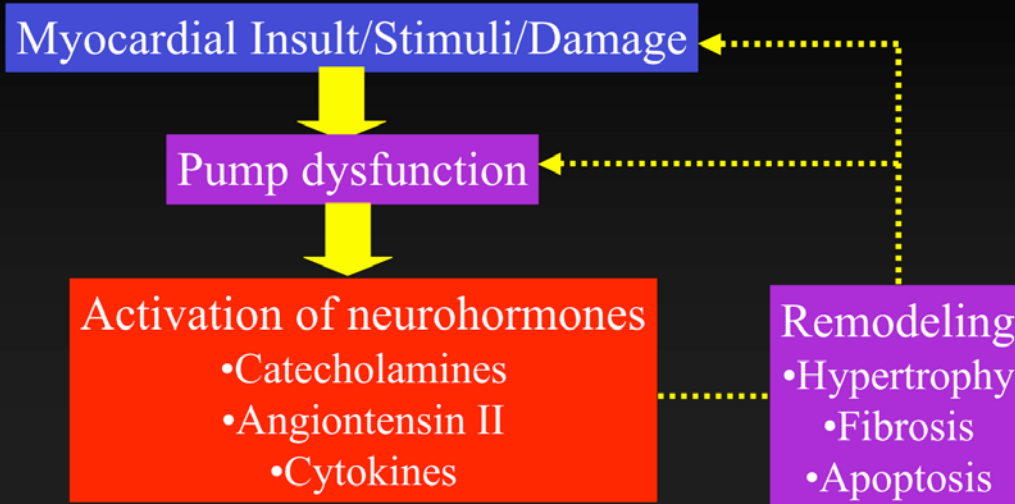 Myocardial Insult/Stimuli/Damage
Pump dysfunction
Activation of neurohormones
•Catecholamines
•Angiontensin II
•Cytokines
Remodeling
•Hypertrophy
•Fibrosis
•Apoptosis